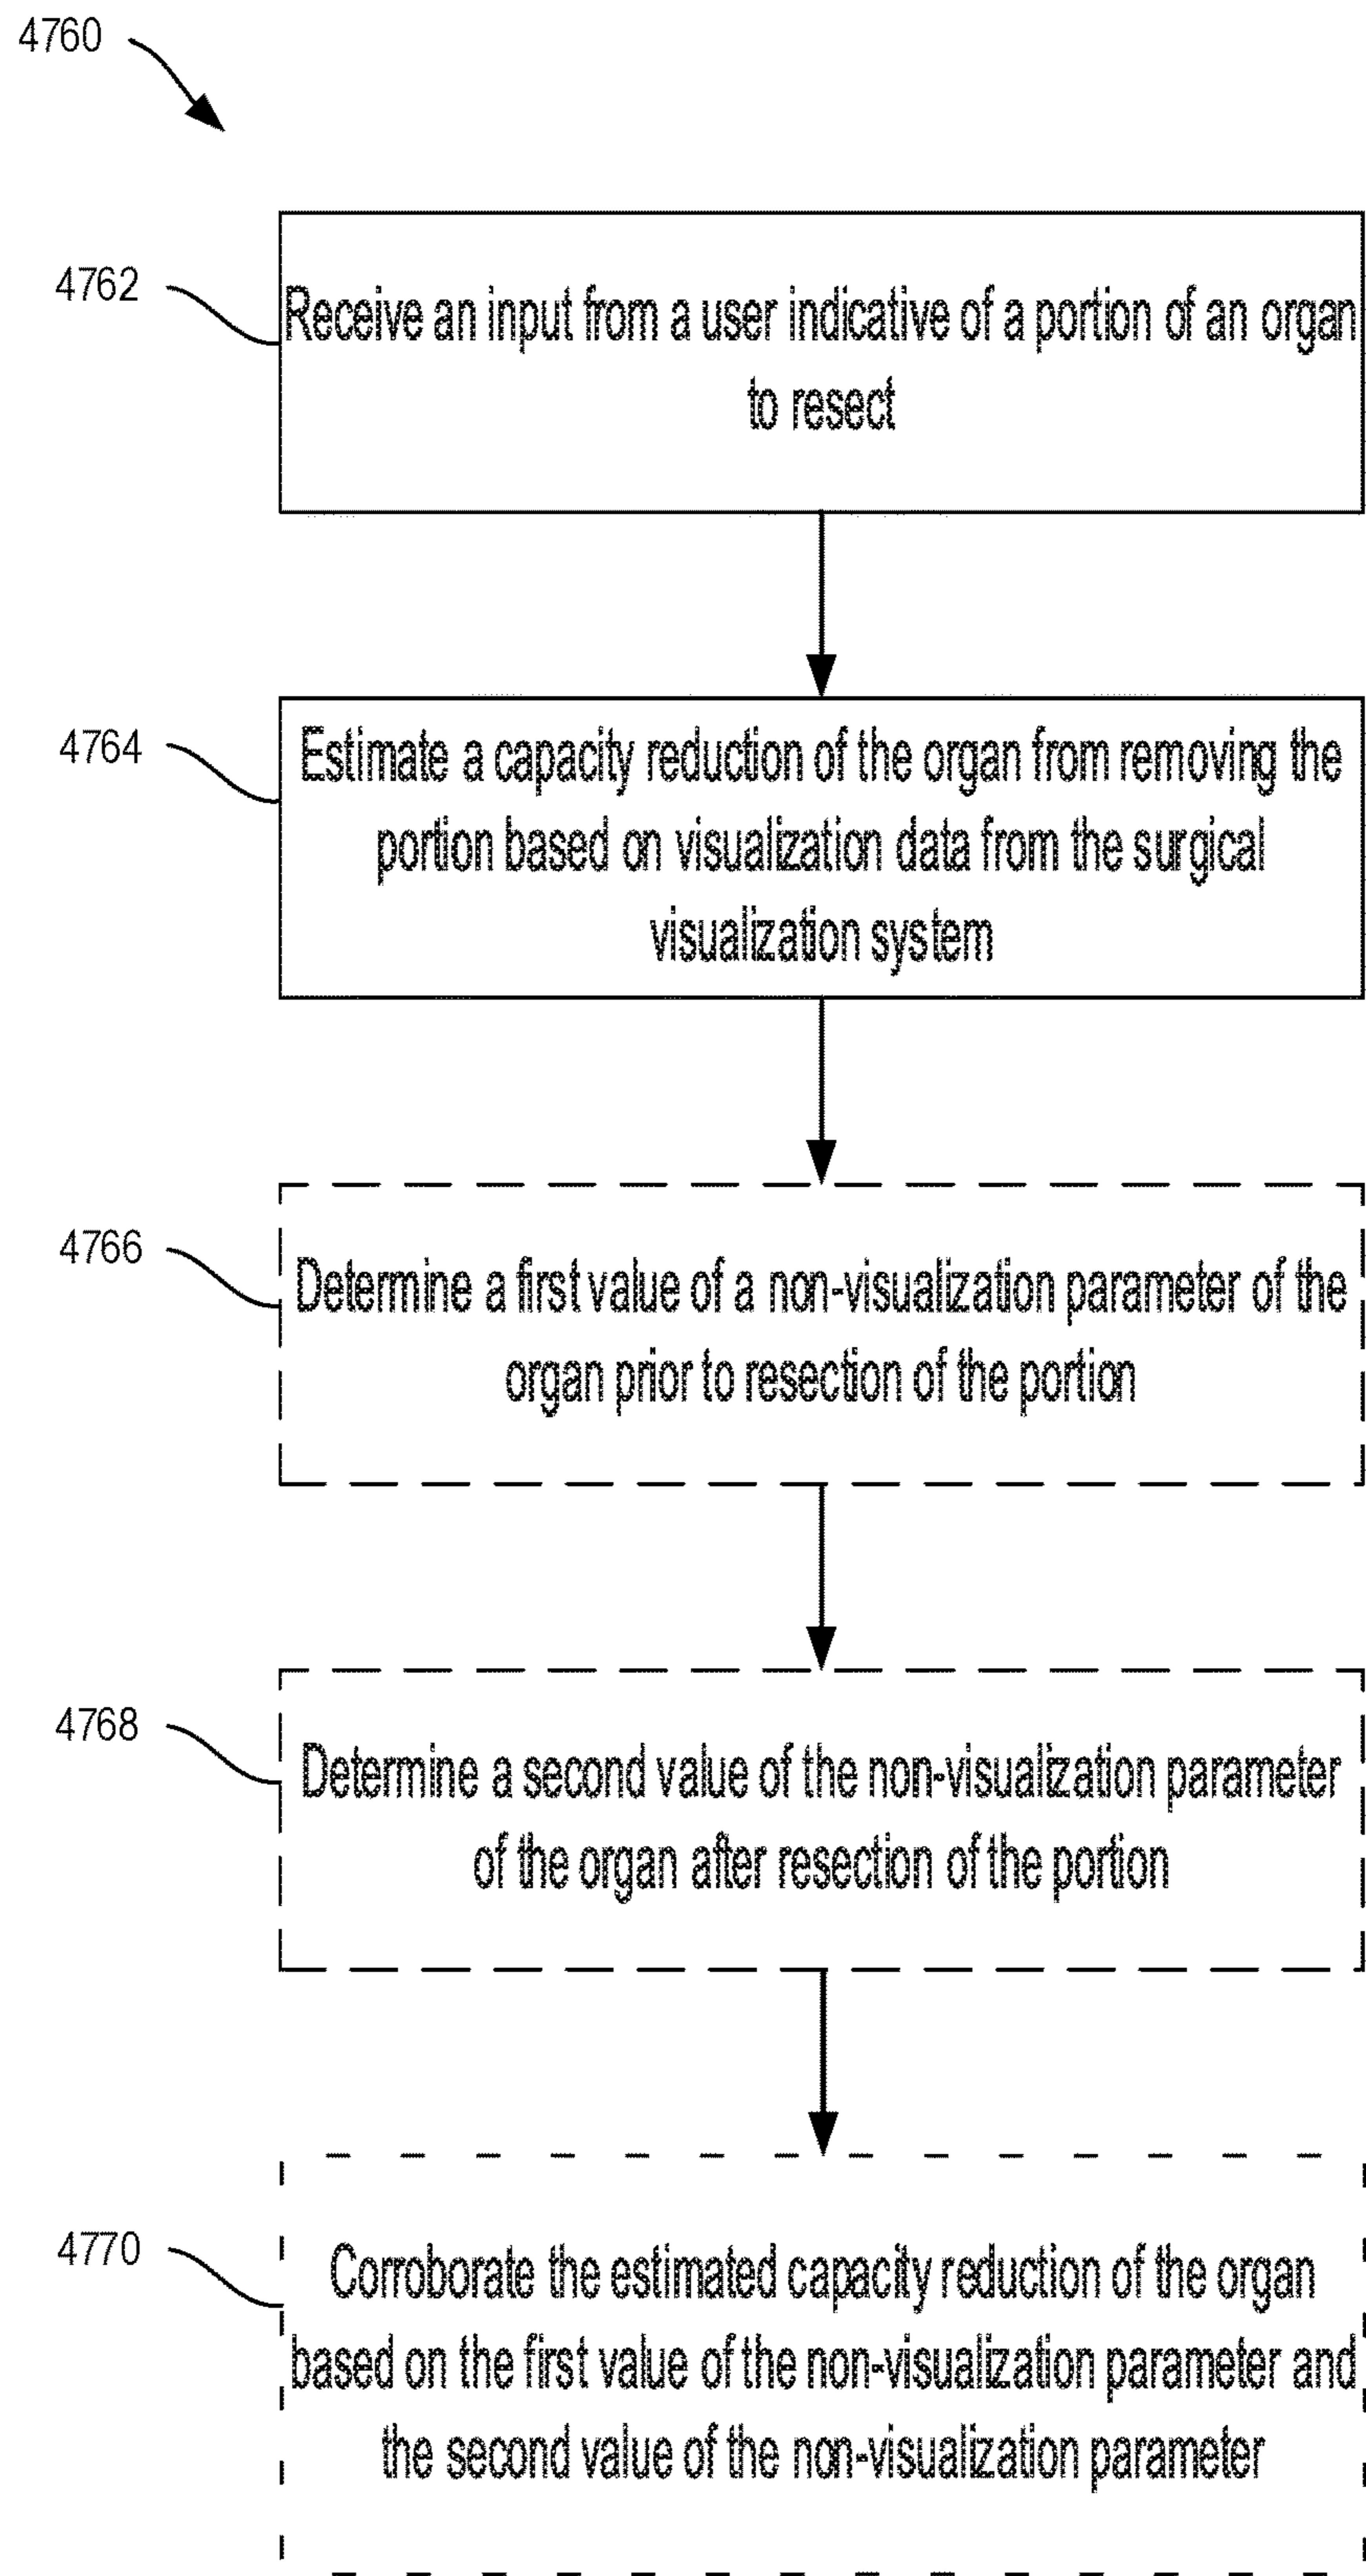 4760
4762
Receive an input from a user indicative of a portion of an organ
to resect
4764
Estimate a capacity reduction of the organ from removing the
portion based on visualization data from the surgical
visualization system
4766
Determine a first value of a non-visualization parameter of the
organ prior to resection of the portion
4768
Determine a second value of the non-visualization parameter
of the organ after resection of the portion
4770
Corroborate the estimated capacity reduction of the organ
based on the first value of the non-visualization parameter and
the second value of the non-visualization parameter